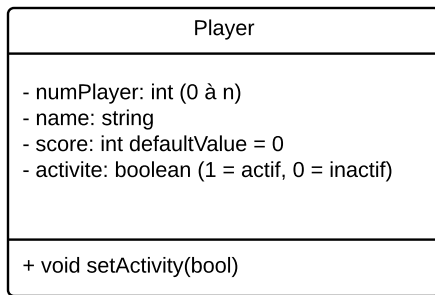 Player
- numPlayer: int (0 à n)
- name: string
- score: int defaultValue = 0
- activite: boolean (1 = actif, 0 = inactif)
+ void setActivity(bool)